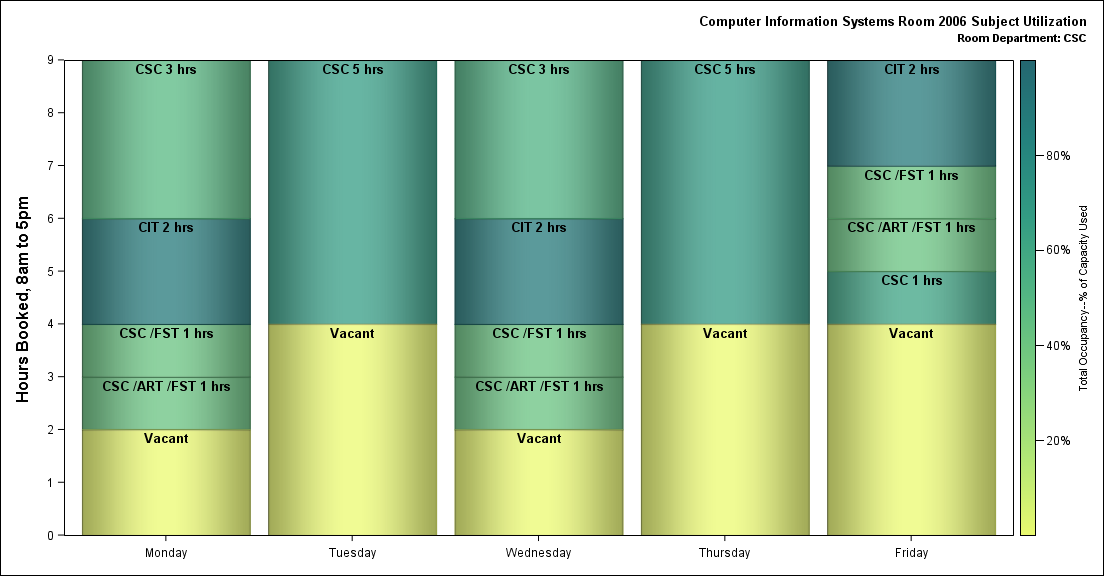 Computer Information Systems Room 2006 Subject Utilization
Room Department: CSC
Hours Booked, 8am to 5pm
9
8
7
6
5
4
3
2
1
0
CSC 3 hrs
CIT 2 hrs
CSC /FST 1 hrs
CSC /ART /FST 1 hrs
Vacant
CSC 5 hrs
Vacant
CSC 3 hrs
CIT 2 hrs
CSC /FST 1 hrs
CSC /ART /FST 1 hrs
Vacant
CSC 5 hrs
Vacant
CIT 2 hrs
CSC /FST 1 hrs
CSC /ART /FST 1 hrs
CSC 1 hrs
Vacant
Monday
Tuesday
Wednesday
Thursday
Friday
80%
60%
40%
20%
Total Occupancy--% of Capacity Used